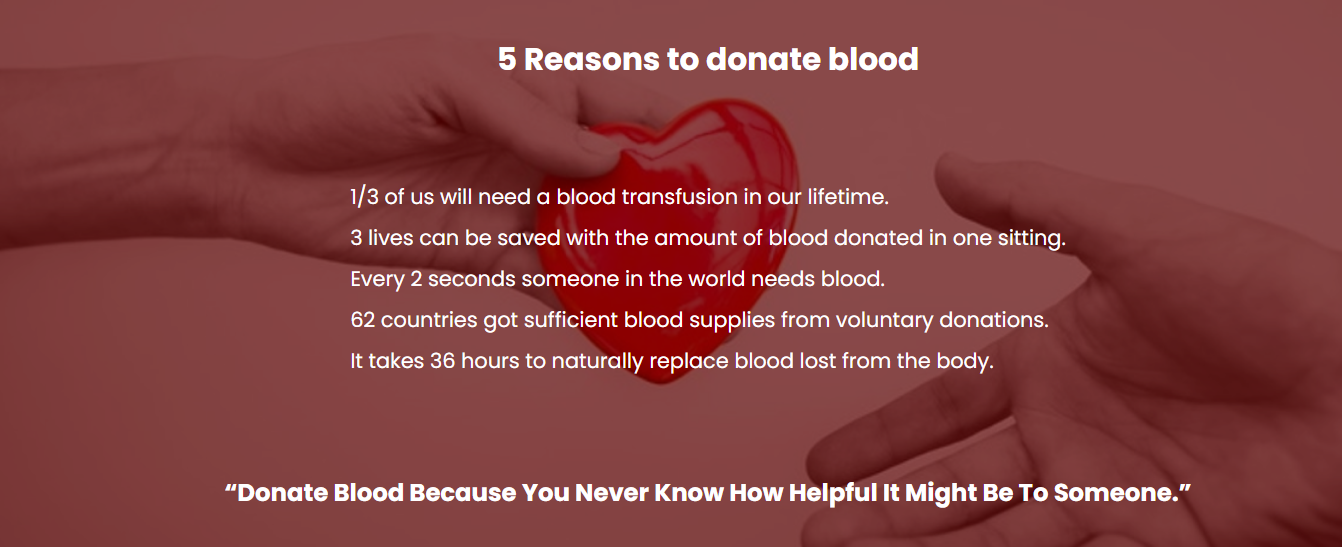 5 Reasons to donate blood
1/3 of us will need a blood transfusion in our lifetime.
3 lives can be saved with the amount of blood donated in one sitting.
Every 2 seconds someone in the world needs blood.
62 countries got sufficient blood supplies from voluntary donations.
It takes 36 hours to naturally replace blood lost from the body.
“Donate Blood Because You Never Know How Helpful It Might Be To Someone.”